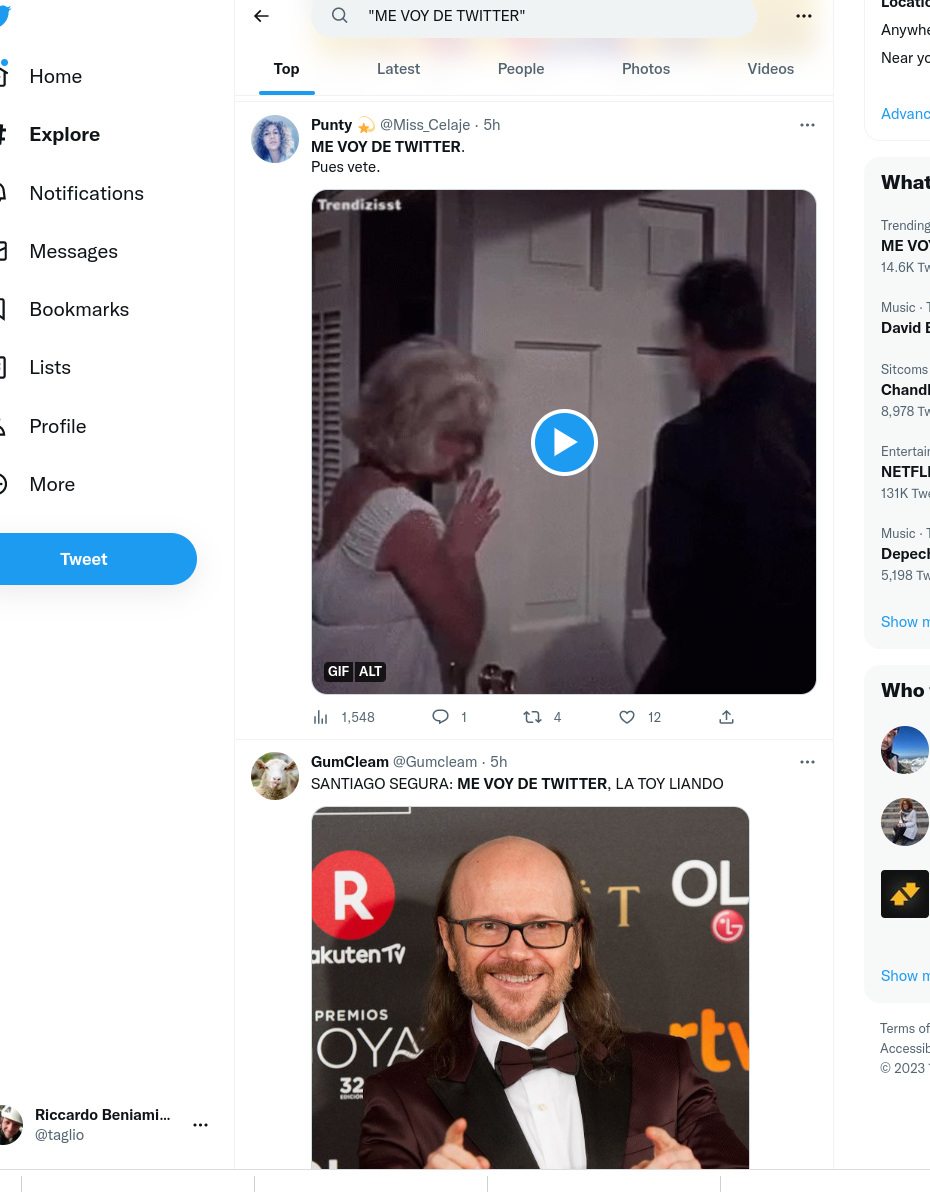 "ME VOY DE TWITTER"
Top
Latest
People
Photos
Videos
Home
Explore
Notifications
Messages
Bookmarks
Lists
Profile
More
Tweet
Riccardo Beniami...
@taglio
Punty @Miss_Celaje · 5h
ME VOY DE TWITTER.
Pues vete.
Trendizisst
GIF ALT
1,548
1
4
12
GumCleam @Gumcleam · 5h
SANTIAGO SEGURA: ME VOY DE TWITTER, LA TOY LIANDO
R
akuten TV
PREMIOS
OYA
32
EDICIÓN
ËT
OL
LG
rtv
Locatio
Anywhe
Near yo
Advanc
What
Trending
ME VOY
14.6K Tw
Music · T
David B
Sitcoms
Chandl
8,978 Tw
Entertain
NETFLI
131K Twe
Music · T
Depech
5,198 Tw
Show m
Who
Show m
Terms of
Accessib
© 2023